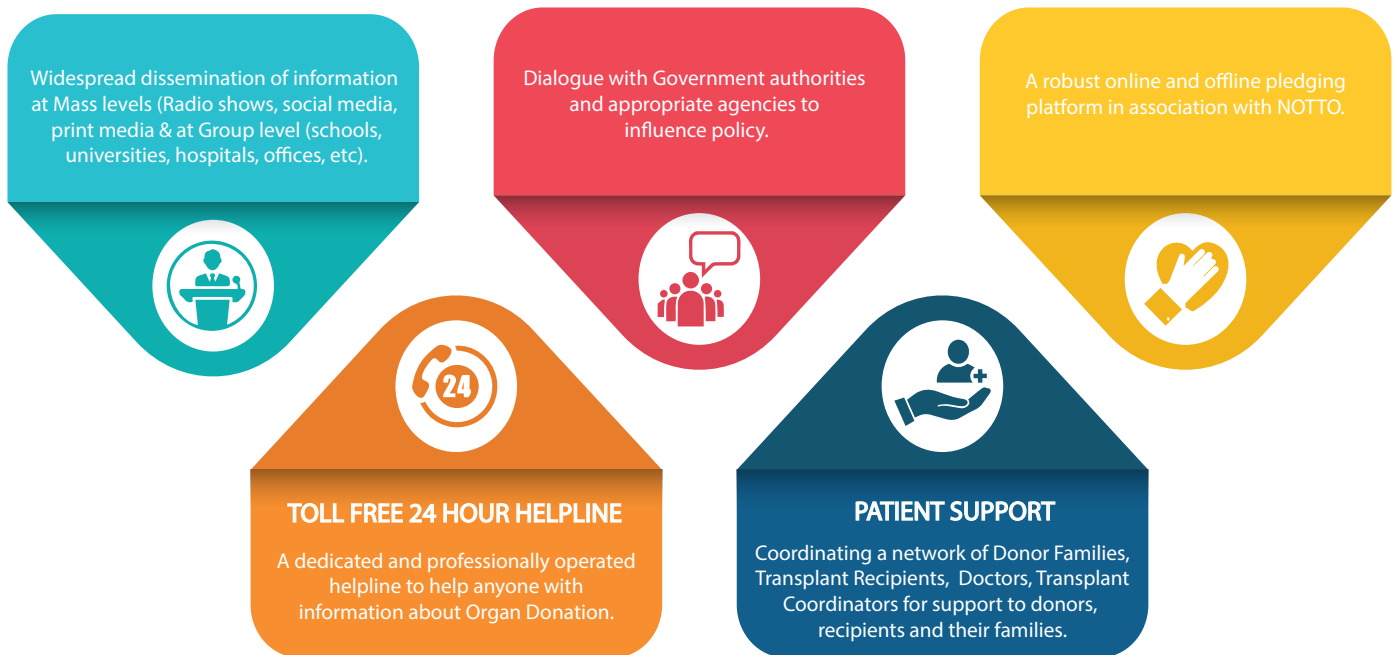 Widespread dissemination of information
at Mass levels (Radio shows, social media,
print media & at Group level (schools,
universities, hospitals, offices, etc).
Dialogue with Government authorities
and appropriate agencies to
influence policy.
A robust online and offline pledging
platform in association with NOTTO.
24
TOLL FREE 24 HOUR HELPLINE
A dedicated and professionally operated
helpline to help anyone with
information about Organ Donation.
PATIENT SUPPORT
Coordinating a network of Donor Families,
Transplant Recipients, Doctors, Transplant
Coordinators for support to donors,
recipients and their families.